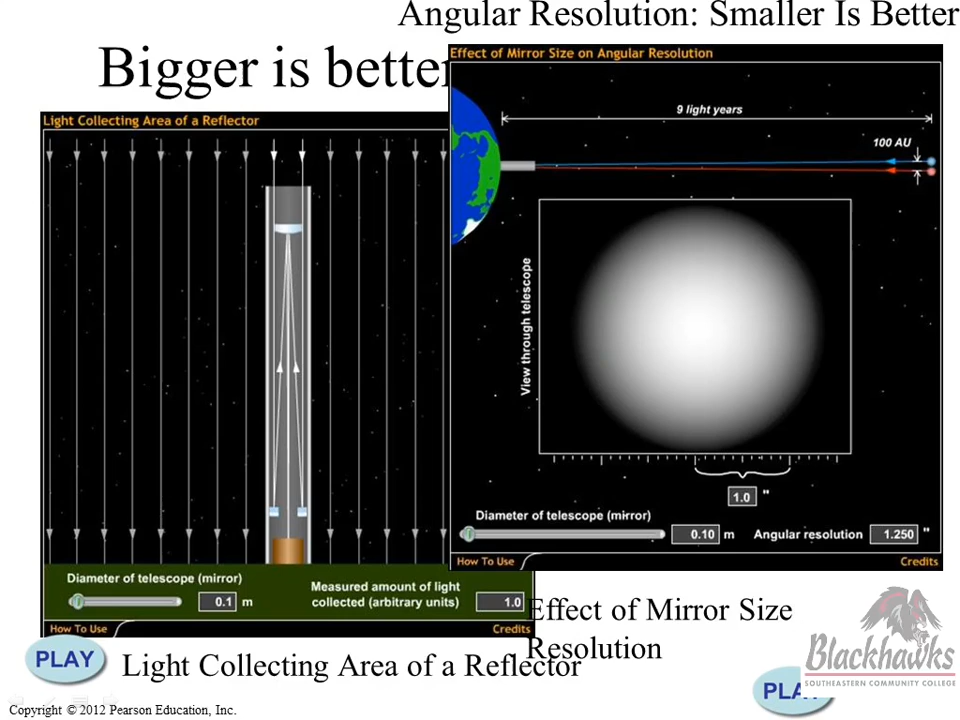 Angular Resolution: Smaller Is Better
Bigger is better
Effect of Mirror Size on Angular Resolution
9 light years
100 AU
View through telescope
1.0 "
Diameter of telescope (mirror)
0.10 m Angular resolution 1.250 "
How To Use Credits
Light Collecting Area of a Reflector
Diameter of telescope (mirror)
0.1 m
Measured amount of light
collected (arbitrary units) 1.0
How To Use Credits
Effect of Mirror Size
Resolution
PLAY
Light Collecting Area of a Reflector
Blackhawks
SOUTHEASTERN COMMUNITY COLLEGE
PLA
Copyright © 2012 Pearson Education, Inc.